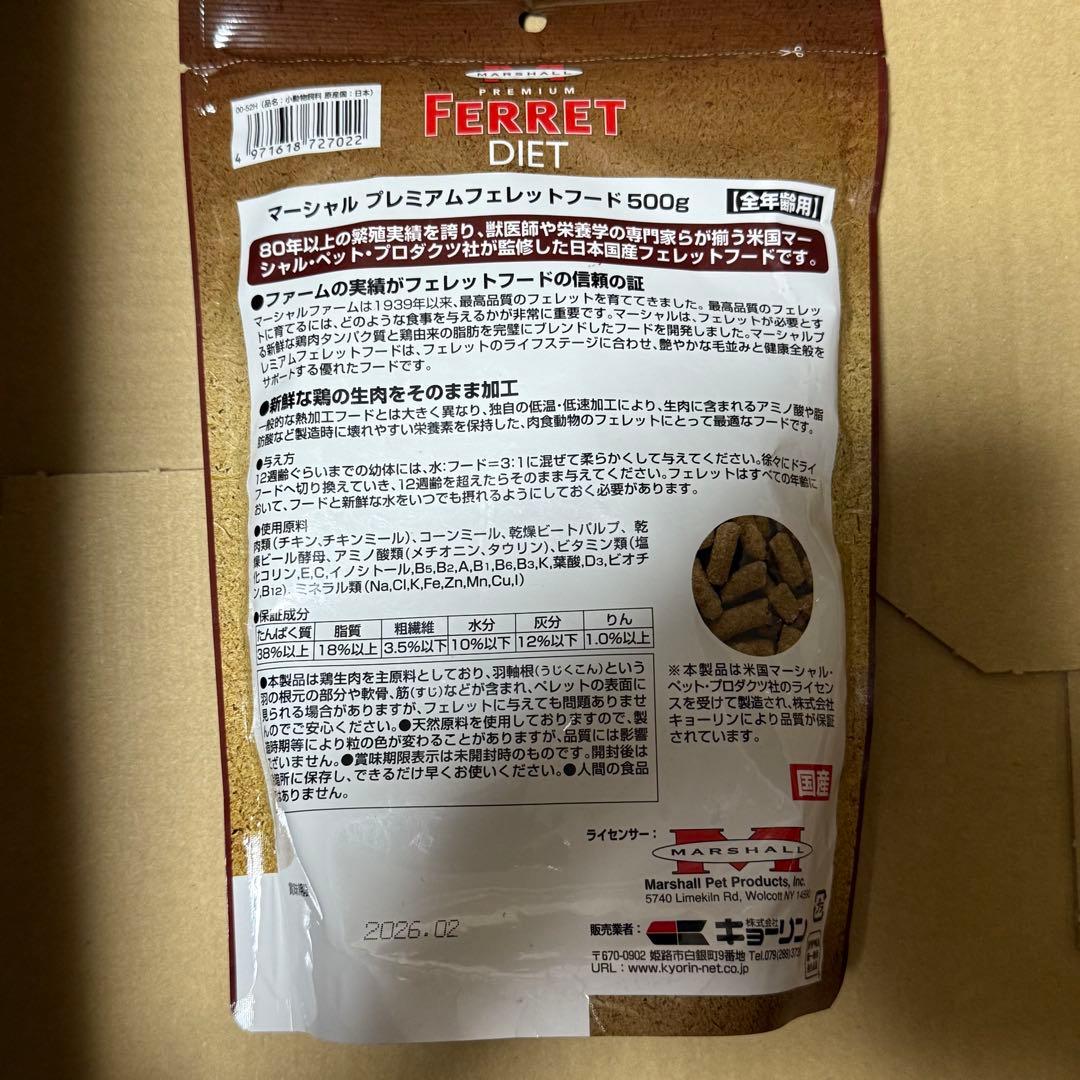 MARSHALL
PREMIUM
FERRET
DIET
00-52H (品名:小動物飼料 原産国:日本)
4 971618 727022
マーシャル プレミアムフェレットフード 500g 【全年齢用】
80年以上の繁殖実績を誇り、獣医師や栄養学の専門家らが揃う米国マー
シャル・ペット・プロダクツ社が監修した日本国産フェレットフードです。
●ファームの実績がフェレットフードの信頼の証
マーシャルファームは1939年以来、最高品質のフェレットを育ててきました。最高品質のフェレッ
トに育てるには、どのような食事を与えるかが非常に重要です。マーシャルは、フェレットが必要とす
る新鮮な鶏肉タンパク質と鶏由来の脂肪を完璧にブレンドしたフードを開発しました。マーシャルプ
レミアムフェレットフードは、フェレットのライフステージに合わせ、艶やかな毛並みと健康全般を
サポートする優れたフードです。
●新鮮な鶏の生肉をそのまま加工
一般的な熱加工フードとは大きく異なり、独自の低温・低速加工により、生肉に含まれるアミノ酸や脂
肪酸など製造時に壊れやすい栄養素を保持した、肉食動物のフェレットにとって最適なフードです。
●与え方
12週齢ぐらいまでの幼体には、水:フード=3:1に混ぜて柔らかくして与えてください。徐々にドライ
フードへ切り換えていき、12週齢を超えたらそのまま与えてください。フェレットはすべての年齢に
おいて、フードと新鮮な水をいつでも摂れるようにしておく必要があります。
●使用原料
肉類(チキン、チキンミール)、コーンミール、乾燥ビートパルプ、乾
燥ビール酵母、アミノ酸類(メチオニン、タウリン)、ビタミン類(塩
化コリン,E,C,イノシトール,B5,B2,A,B1,B6,B3,K,葉酸,D3,ビオチ
ン,B12)、ミネラル類(Na,Cl,K,Fe,Zn,Mn,Cu,I)
●保証成分
たんぱく質 脂質 粗繊維 水分 灰分 りん
38%以上 18%以上 3.5%以下 10%以下 12%以下 1.0%以上
●本製品は鶏生肉を主原料としており、羽軸根(うじくこん)という
羽の根元の部分や軟骨、筋(すじ)などが含まれ、ペレットの表面に
見られる場合がありますが、フェレットに与えても問題ありませ
んのでご安心ください。●天然原料を使用しておりますので、製
造時期等により粒の色が変わることがありますが、品質には影響
ございません。●賞味期限表示は未開封時のものです。開封後は
暗所に保存し、できるだけ早くお使いください。●人間の食品
ではありません。
※本製品は米国マーシャル・
ペット・プロダクツ社のライセン
スを受けて製造され、株式会社
キョーリンにより品質が保証
されています。
国産
ライセンサー:
MARSHALL
Marshall Pet Products, Inc.
5740 Limekiln Rd, Wolcott NY 14590
2026.02
販売業者: 株式会社 キョーリン
〒670-0902 姫路市白銀町9番地 Tel.079(289)
URL : www.kyorin-net.co.jp